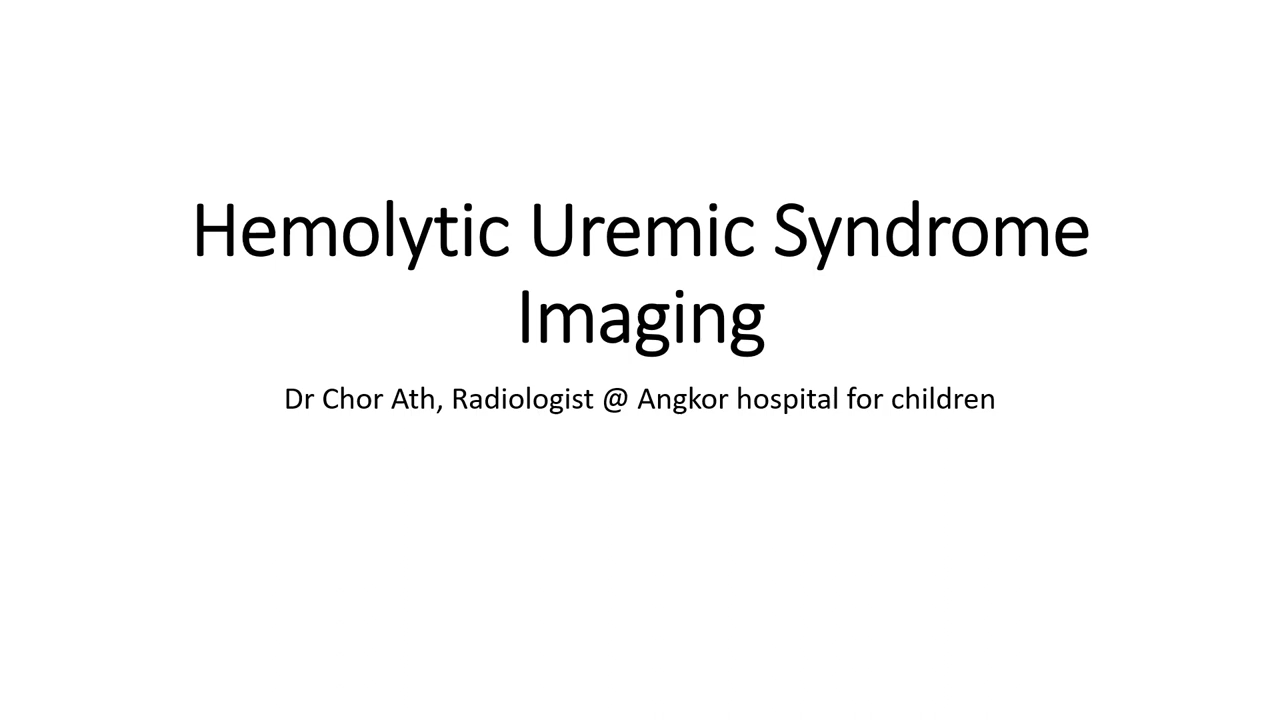 Hemolytic Uremic Syndrome
Imaging
Dr Chor Ath, Radiologist @ Angkor hospital for children